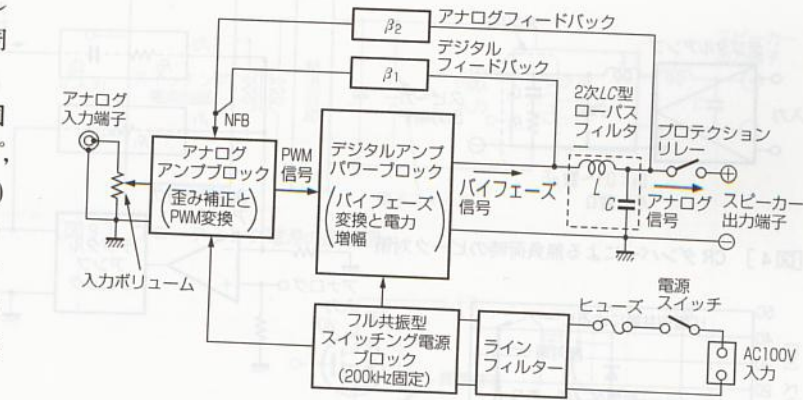 β2
アナログフィードバック
デジタル
フィードバック
β1
アナログ
入力端子
NFB
2次LC型
ローパス
フィルター
プロテクション
リレー
アナログ
アンプブロック
(歪み補正と
PWM変換)
PWM
信号
デジタルアンプ
パワーブロック
(バイフェーズ
変換と電力
増幅)
バイフェーズ
信号
L
C
アナログ
信号
⊕
スピーカー
出力端子
⊖
入力ボリューム
フル共振型
スイッチング電源
ブロック
(200kHz固定)
ライン
フィルター
ヒューズ
電源
スイッチ
AC100V
入力